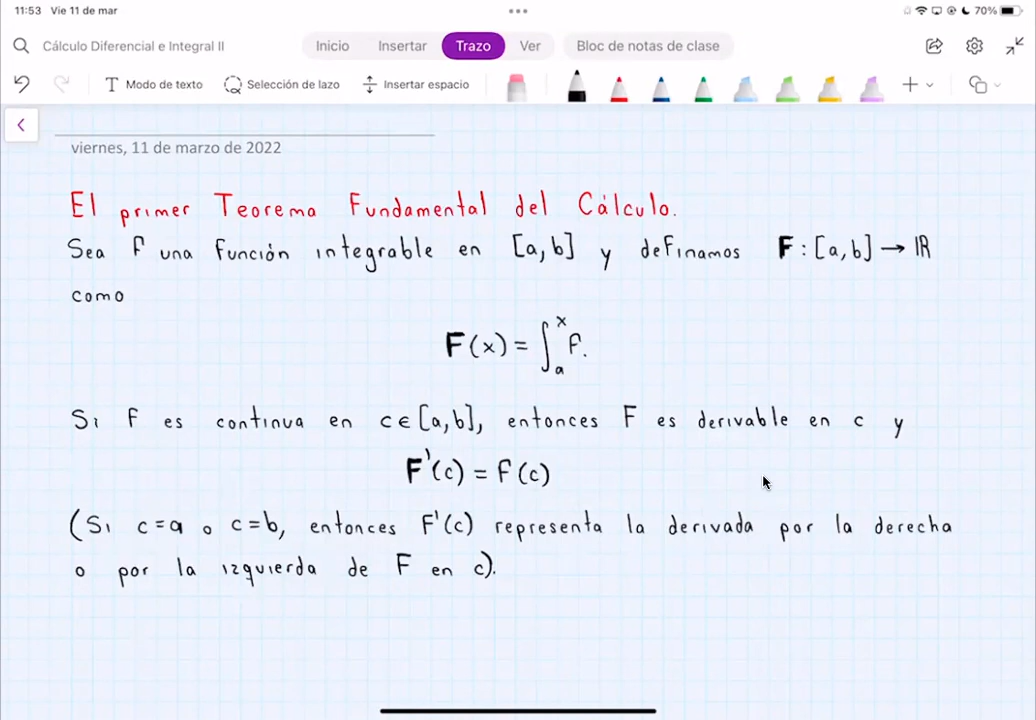 11:53 Vie 11 de mar 70%
Cálculo Diferencial e Integral II Inicio Insertar Trazo Ver Bloc de notas de clase
Modo de texto Selección de lazo Insertar espacio
viernes, 11 de marzo de 2022
El primer Teorema Fundamental del Cálculo.
Sea f una función integrable en [a,b] y definamos F:[a,b]→ℝ
como
F(x)=∫ₐˣ f.
Si f es continua en c∈[a,b], entonces F es derivable en c y
F'(c)=f(c)
(Si c=a o c=b, entonces F'(c) representa la derivada por la derecha
o por la izquierda de F en c).